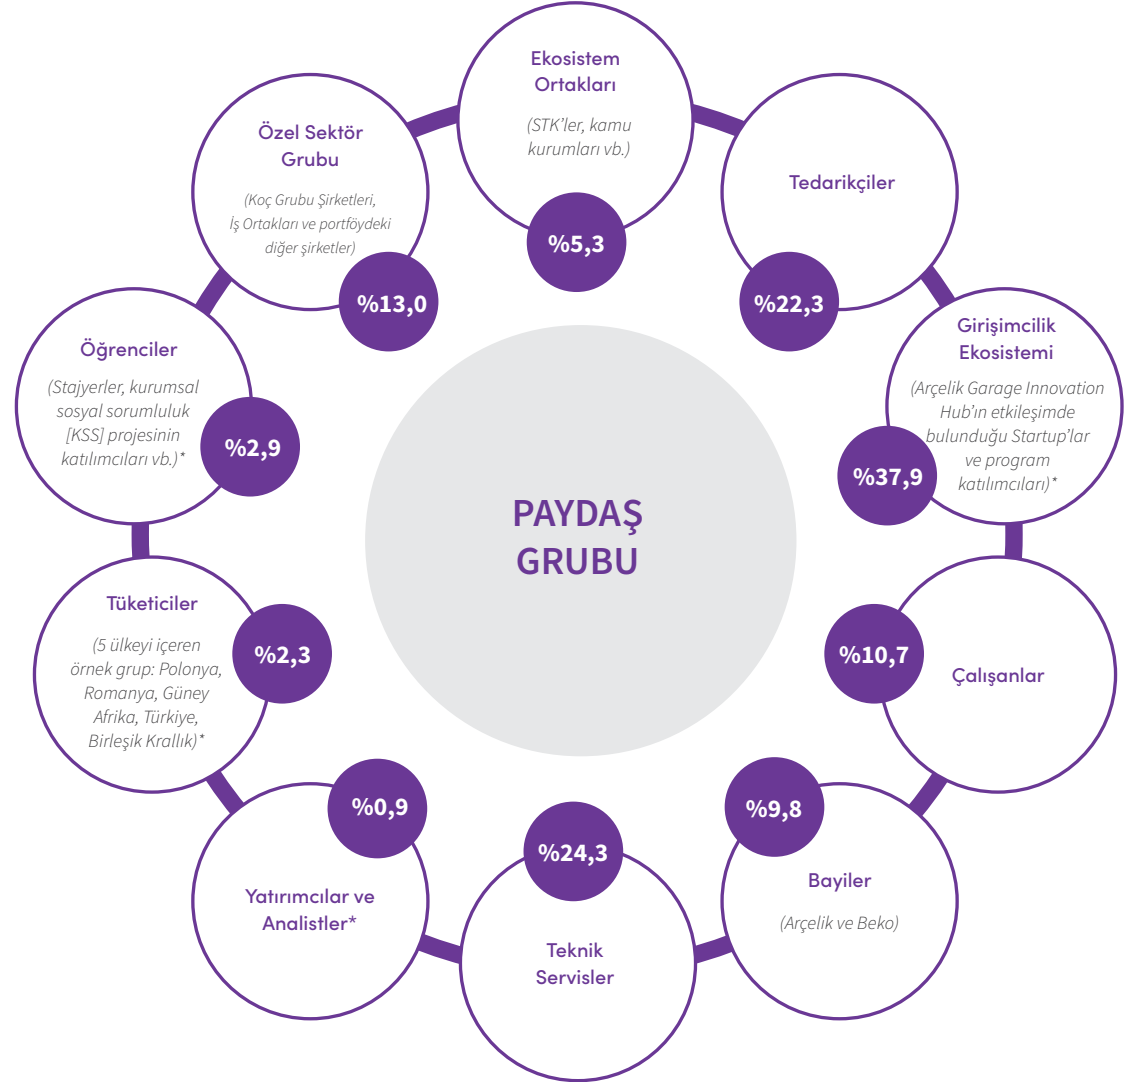 Ekosistem
Ortakları
(STK’ler, kamu
kurumları vb.)
%5,3
Tedarikçiler
%22,3
Girişimcilik
Ekosistemi
(Arçelik Garage Innovation
Hub’ın etkileşimde
bulunduğu Startup’lar
ve program
katılımcıları)*
%37,9
Çalışanlar
%10,7
Bayiler
(Arçelik ve Beko)
%9,8
Teknik
Servisler
%24,3
Yatırımcılar ve
Analistler*
%0,9
Tüketiciler
(5 ülkeyi içeren
örnek grup: Polonya,
Romanya, Güney
Afrika, Türkiye,
Birleşik Krallık)*
%2,3
Öğrenciler
(Stajyerler, kurumsal
sosyal sorumluluk
[KSS] projesinin
katılımcıları vb.)*
%2,9
Özel Sektör
Grubu
(Koç Grubu Şirketleri,
İş Ortakları ve portföydeki
diğer şirketler)
%13,0
PAYDAŞ
GRUBU